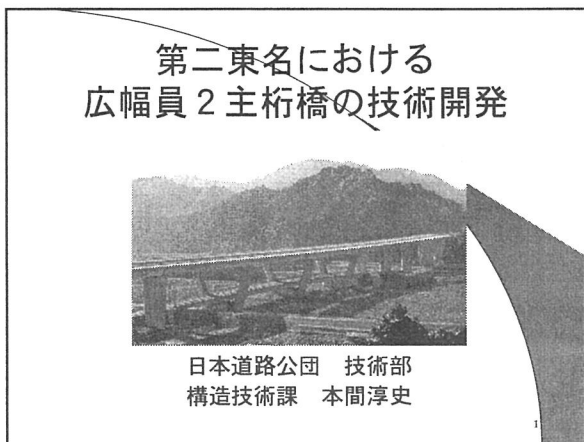 第二東名における
広幅員２主桁橋の技術開発
日本道路公団　技術部
構造技術課　本間淳史
1